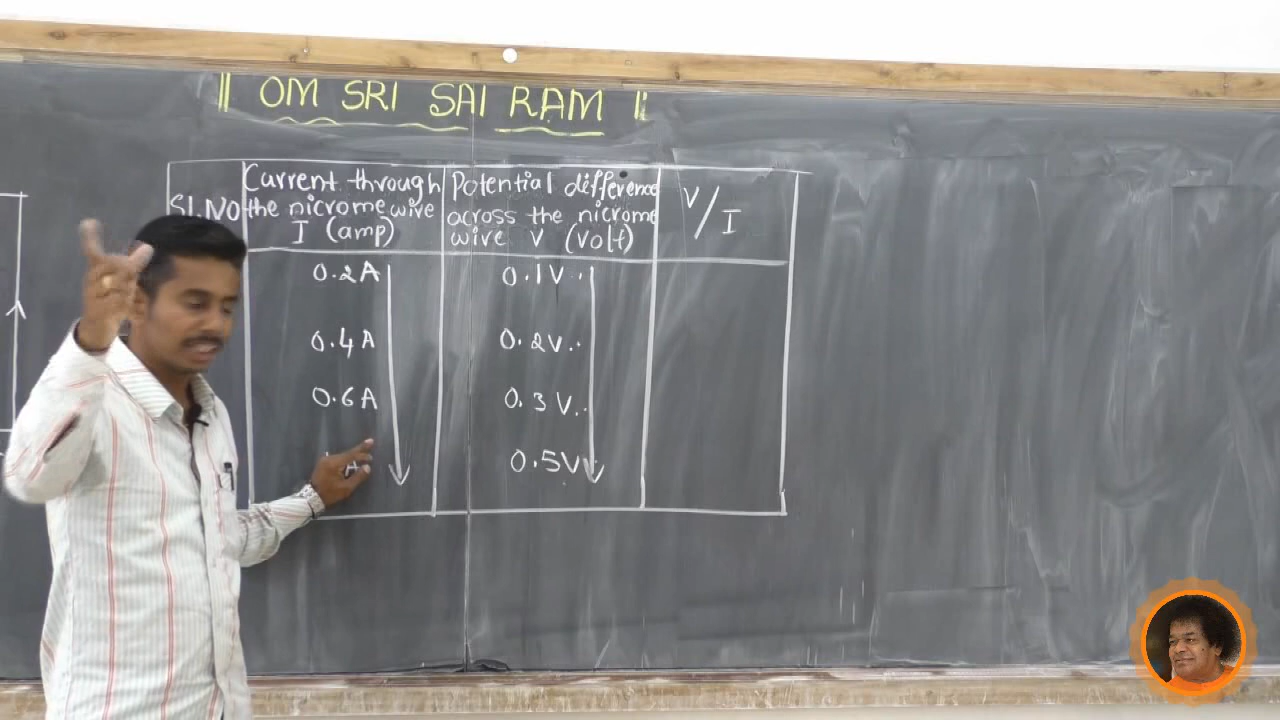 || OM SRI SAI RAM ||
Sl.No
Current through
the nicrome wire
I (amp)
Potential difference
across the nicrome
wire V (Volt)
V/I
0.2A
0.1V
0.4A
0.2V
0.6A
0.3V
0.5V